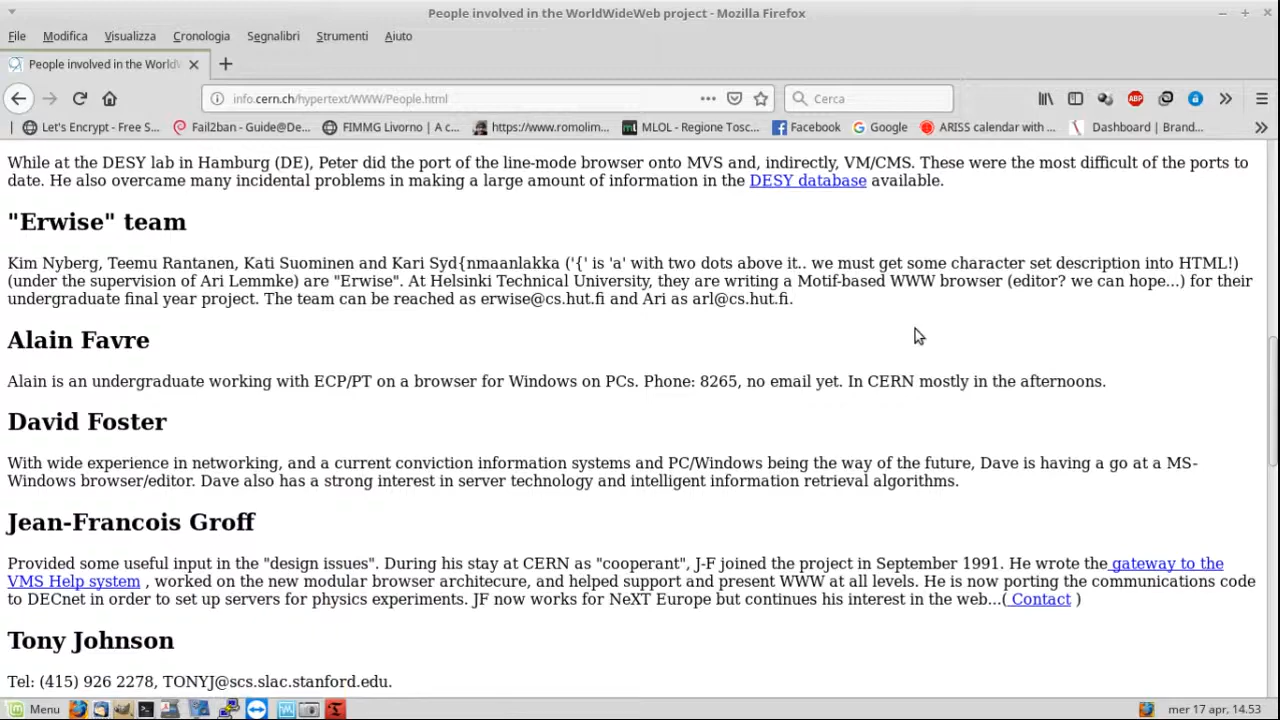 People involved in the WorldWideWeb project - Mozilla Firefox
File Modifica Visualizza Cronologia Segnalibri Strumenti Aiuto
People involved in the World
info.cern.ch/hypertext/WWW/People.html
Cerca
ABP
Let's Encrypt - Free S... Fail2ban - Guide@De... FIMMG Livorno | A c... https://www.romolim... MLOL - Regione Tosc... Facebook Google ARISS calendar with ... Dashboard | Brand...
While at the DESY lab in Hamburg (DE), Peter did the port of the line-mode browser onto MVS and, indirectly, VM/CMS. These were the most difficult of the ports to
date. He also overcame many incidental problems in making a large amount of information in the DESY database available.
"Erwise" team
Kim Nyberg, Teemu Rantanen, Kati Suominen and Kari Syd{nmaanlakka ('{' is 'a' with two dots above it.. we must get some character set description into HTML!)
(under the supervision of Ari Lemmke) are "Erwise". At Helsinki Technical University, they are writing a Motif-based WWW browser (editor? we can hope...) for their
undergraduate final year project. The team can be reached as erwise@cs.hut.fi and Ari as arl@cs.hut.fi.
Alain Favre
Alain is an undergraduate working with ECP/PT on a browser for Windows on PCs. Phone: 8265, no email yet. In CERN mostly in the afternoons.
David Foster
With wide experience in networking, and a current conviction information systems and PC/Windows being the way of the future, Dave is having a go at a MS-
Windows browser/editor. Dave also has a strong interest in server technology and intelligent information retrieval algorithms.
Jean-Francois Groff
Provided some useful input in the "design issues". During his stay at CERN as "cooperant", J-F joined the project in September 1991. He wrote the gateway to the
VMS Help system , worked on the new modular browser architecure, and helped support and present WWW at all levels. He is now porting the communications code
to DECnet in order to set up servers for physics experiments. JF now works for NeXT Europe but continues his interest in the web...( Contact )
Tony Johnson
Tel: (415) 926 2278, TONYJ@scs.slac.stanford.edu.
Menu
mer 17 apr, 14.53